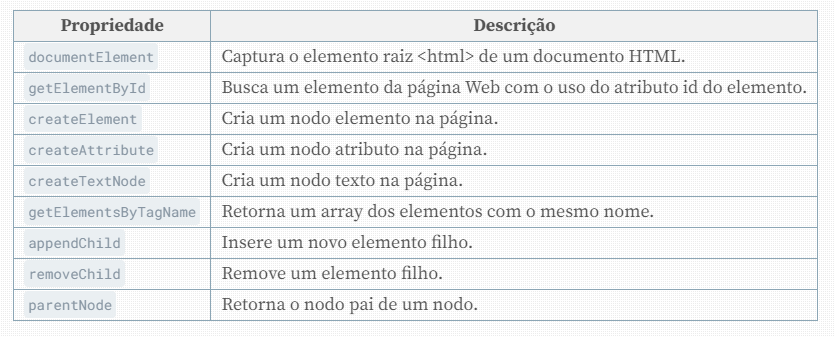 Propriedade Descrição
documentElement Captura o elemento raiz <html> de um documento HTML.
getElementById Busca um elemento da página Web com o uso do atributo id do elemento.
createElement Cria um nodo elemento na página.
createAttribute Cria um nodo atributo na página.
createTextNode Cria um nodo texto na página.
getElementsByTagName Retorna um array dos elementos com o mesmo nome.
appendChild Insere um novo elemento filho.
removeChild Remove um elemento filho.
parentNode Retorna o nodo pai de um nodo.